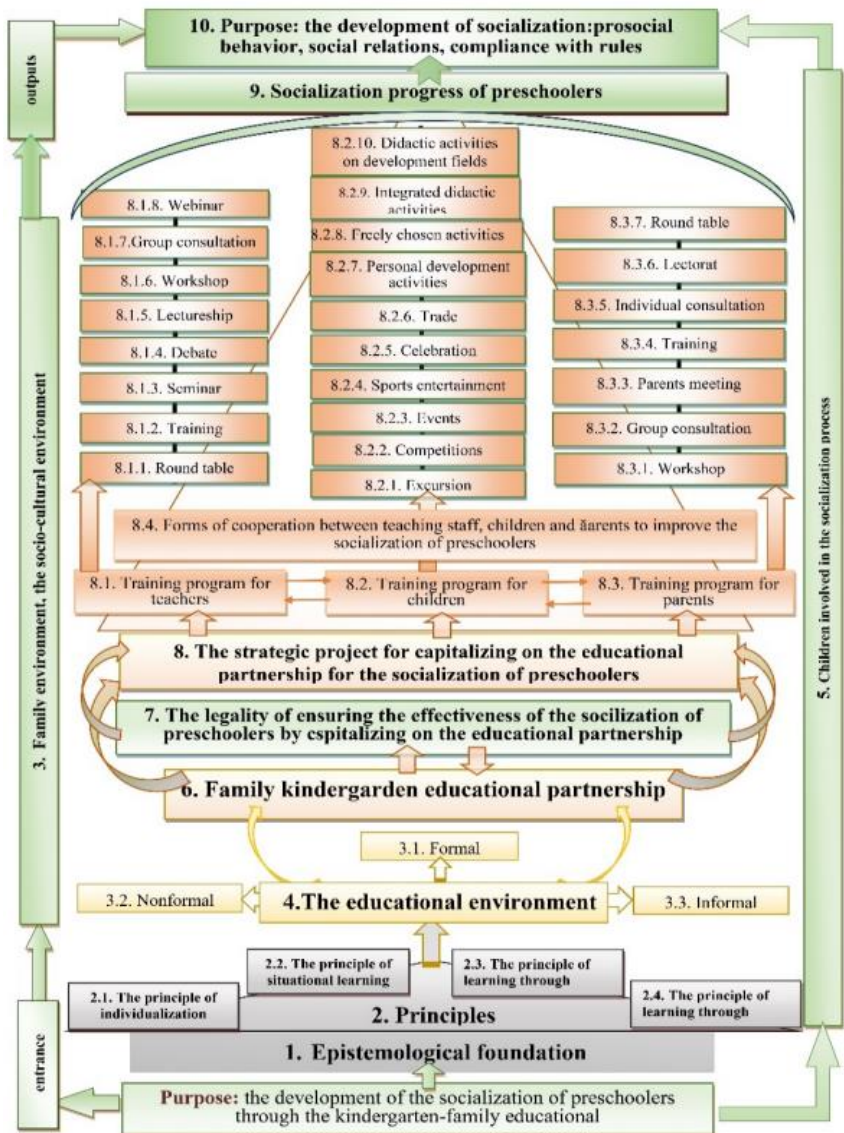 10. Purpose: the development of socialization:prosocial
behavior, social relations, compliance with rules
outputs
9. Socialization progress of preschoolers
8.2.10. Didactic activities
on development fields
8.2.9. Integrated didactic
activities
8.2.8. Freely chosen activities
8.2.7. Personal development
activities
8.2.6. Trade
8.2.5. Celebration
8.2.4. Sports entertainment
8.2.3. Events
8.2.2. Competitions
8.2.1. Excursion
8.1.8. Webinar
8.1.7.Group consultation
8.1.6. Workshop
8.1.5. Lectureship
8.1.4. Debate
8.1.3. Seminar
8.1.2. Training
8.1.1. Round table
8.3.7. Round table
8.3.6. Lectorat
8.3.5. Individual consultation
8.3.4. Training
8.3.3. Parents meeting
8.3.2. Group consultation
8.3.1. Workshop
8.4. Forms of cooperation between teaching staff, children and ăarents to improve the
socialization of preschoolers
8.1. Training program for
teachers
8.2. Training program for
children
8.3. Training program for
parents
8. The strategic project for capitalizing on the educational
partnership for the socialization of preschoolers
7. The legality of ensuring the effectiveness of the socilization of
preschoolers by cspitalizing on the educational partnership
6. Family kindergarden educational partnership
3. Family environment, the socio-cultural environment
5. Children involved in the socialization process
3.1. Formal
3.2. Nonformal
4.The educational environment
3.3. Informal
2.2. The principle of
situational learning
2.3. The principle of
learning through
2.1. The principle of
individualization
2.4. The principle of
learning through
2. Principles
1. Epistemological foundation
entrance
Purpose: the development of the socialization of preschoolers
through the kindergarten-family educational